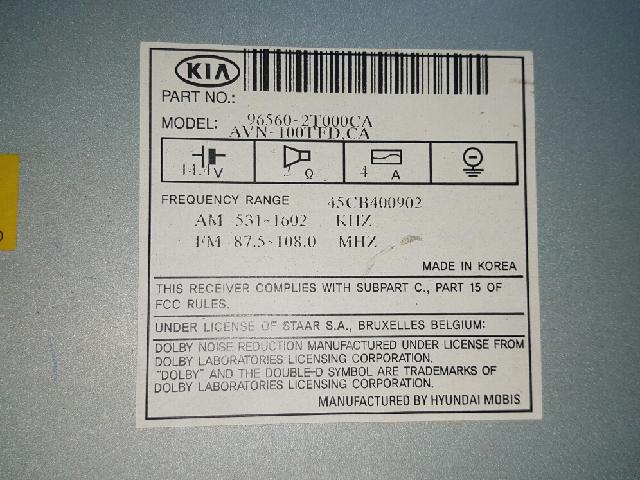 KIA
PART NO.:
96560-2T000CA
MODEL:
AVN-100TFD,CA
14.4 V
2 Ω
4 A
FREQUENCY RANGE 45CB400902
AM 531~1602 KHZ
FM 87.5~108.0 MHZ
MADE IN KOREA
THIS RECEIVER COMPLIES WITH SUBPART C., PART 15 OF
FCC RULES.
UNDER LICENSE OF STAAR S.A., BRUXELLES BELGIUM:
DOLBY NOISE REDUCTION MANUFACTURED UNDER LICENSE FROM
DOLBY LABORATORIES LICENSING CORPORATION.
"DOLBY" AND THE DOUBLE-D SYMBOL ARE TRADEMARKS OF
DOLBY LABORATORIES LICENSING CORPORATION.
MANUFACTURED BY HYUNDAI MOBIS